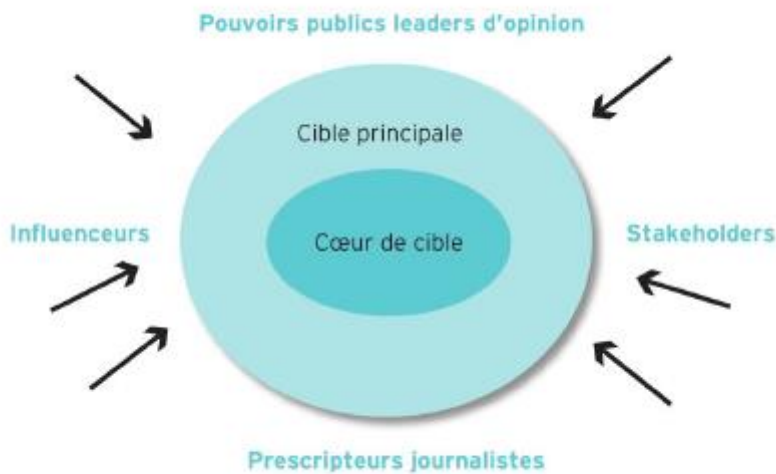 Pouvoirs publics leaders d'opinion
Cible principale
Influenceurs
Cœur de cible
Stakeholders
Prescripteurs journalistes